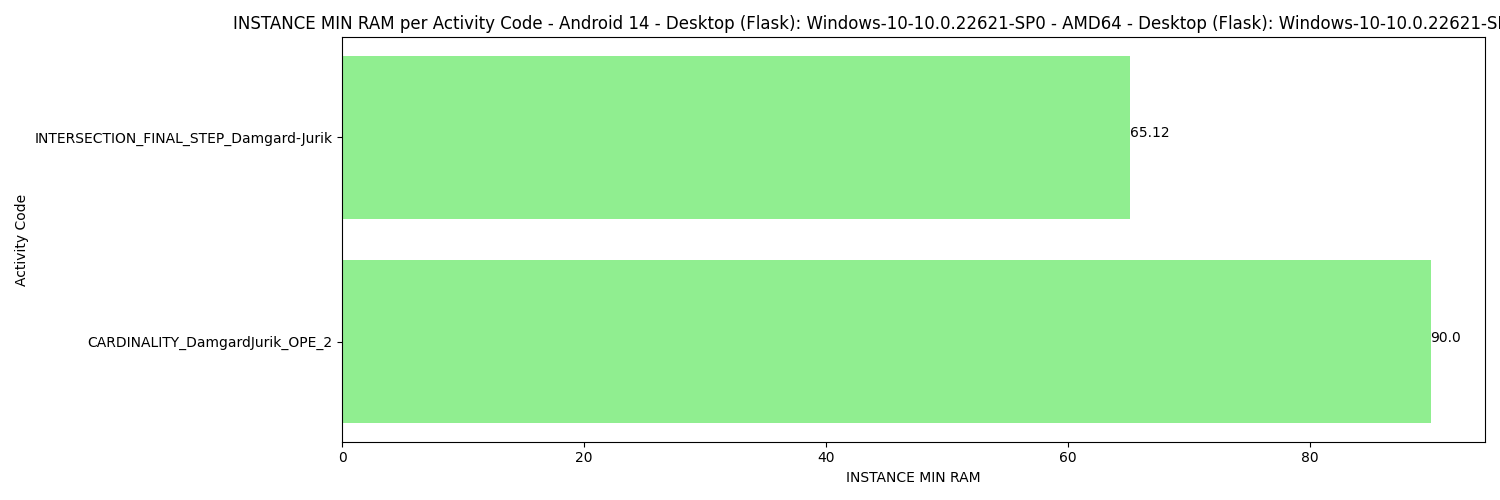 INSTANCE MIN RAM per Activity Code - Android 14 - Desktop (Flask): Windows-10-10.0.22621-SP0 - AMD64 - Desktop (Flask): Windows-10-10.0.22621-S
INTERSECTION_FINAL_STEP_Damgard-Jurik
65.12
Activity Code
CARDINALITY_DamgardJurik_OPE_2
90.0
0 20 40 60 80
INSTANCE MIN RAM